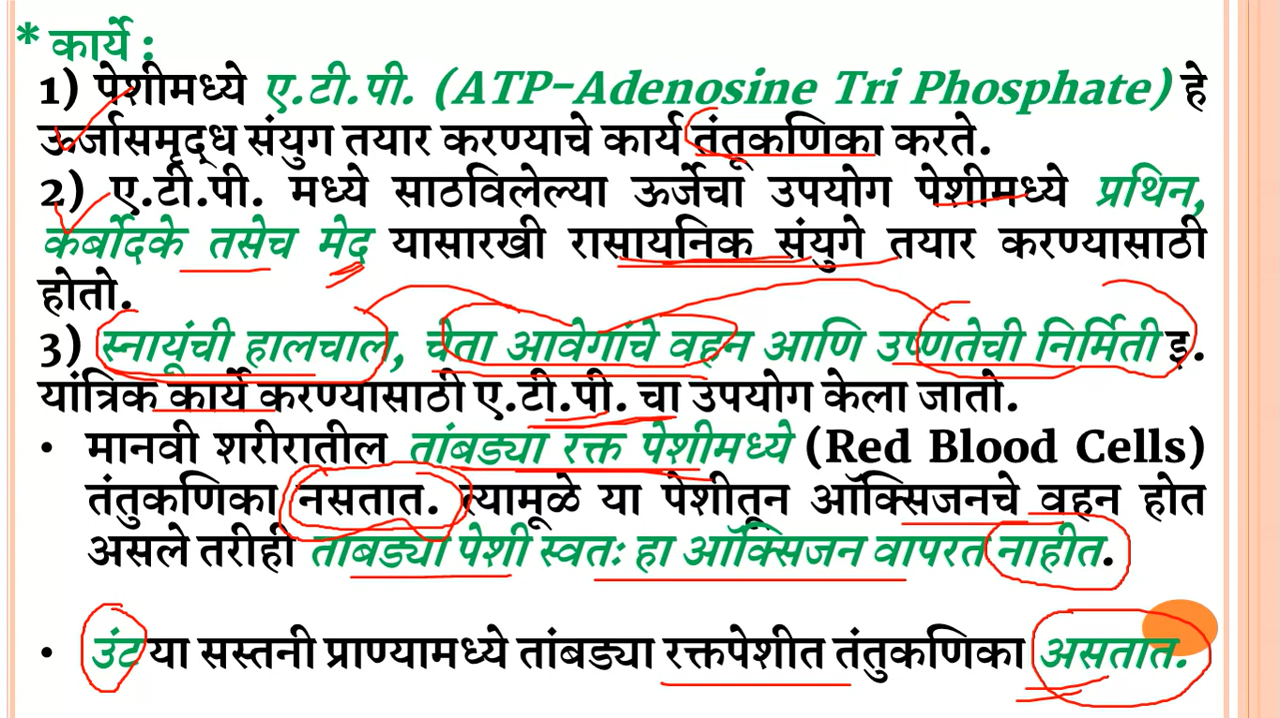 * कार्ये :
1) पेशीमध्ये ए.टी.पी. (ATP-Adenosine Tri Phosphate) हे
ऊर्जासमृद्ध संयुग तयार करण्याचे कार्य तंतूकणिका करते.
2) ए.टी.पी. मध्ये साठविलेल्या ऊर्जेचा उपयोग पेशीमध्ये प्रथिन,
कर्बोदके तसेच मेद यासारखी रासायनिक संयुगे तयार करण्यासाठी
होतो.
3) स्नायूंची हालचाल, चेता आवेगांचे वहन आणि उष्णतेची निर्मिती इ.
यांत्रिक कार्ये करण्यासाठी ए.टी.पी. चा उपयोग केला जातो.
• मानवी शरीरातील तांबड्या रक्त पेशीमध्ये (Red Blood Cells)
तंतुकणिका नसतात. त्यामूळे या पेशीतून ऑक्सिजनचे वहन होत
असले तरीही तांबड्या पेशी स्वतः हा ऑक्सिजन वापरत नाहीत.
• उंट या सस्तनी प्राण्यामध्ये तांबड्या रक्तपेशीत तंतुकणिका असतात.